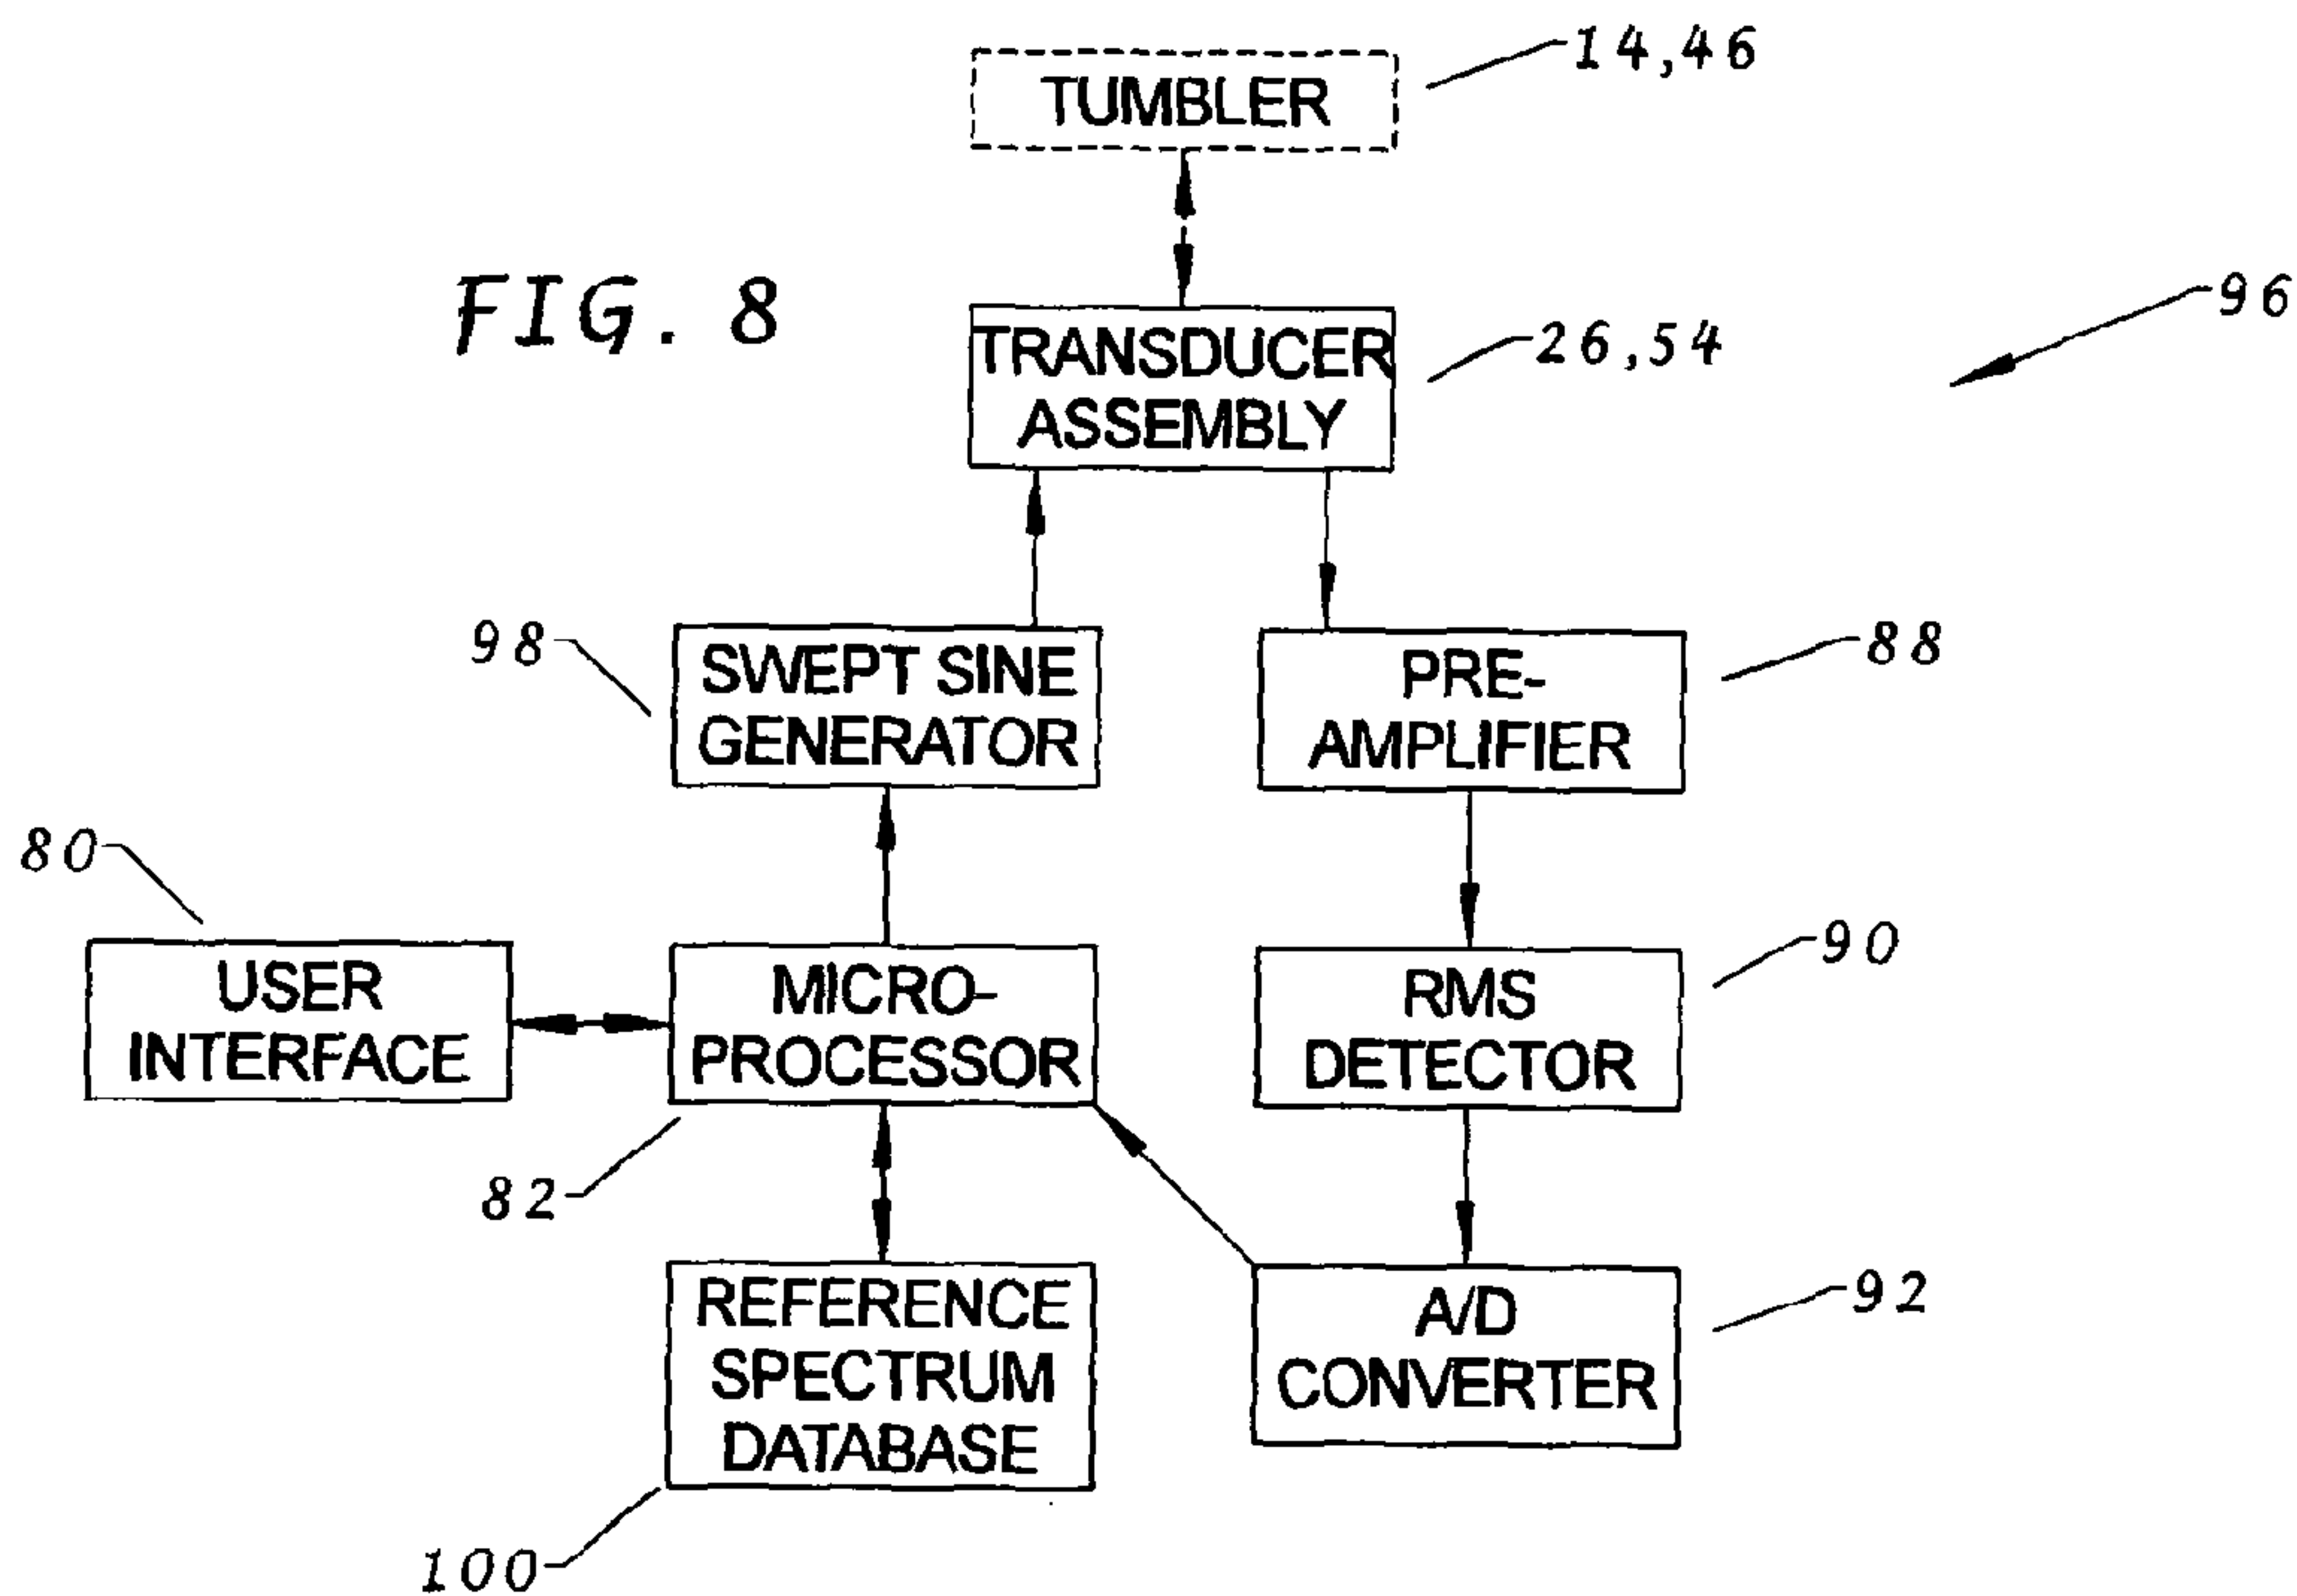 14,46
TUMBLER
FIG. 8
96
TRANSDUCER
ASSEMBLY
26,54
98
SWEPT SINE
GENERATOR
PRE-
AMPLIFIER
88
80
USER
INTERFACE
MICRO-
PROCESSOR
RMS
DETECTOR
90
82
REFERENCE
SPECTRUM
DATABASE
A/D
CONVERTER
92
100